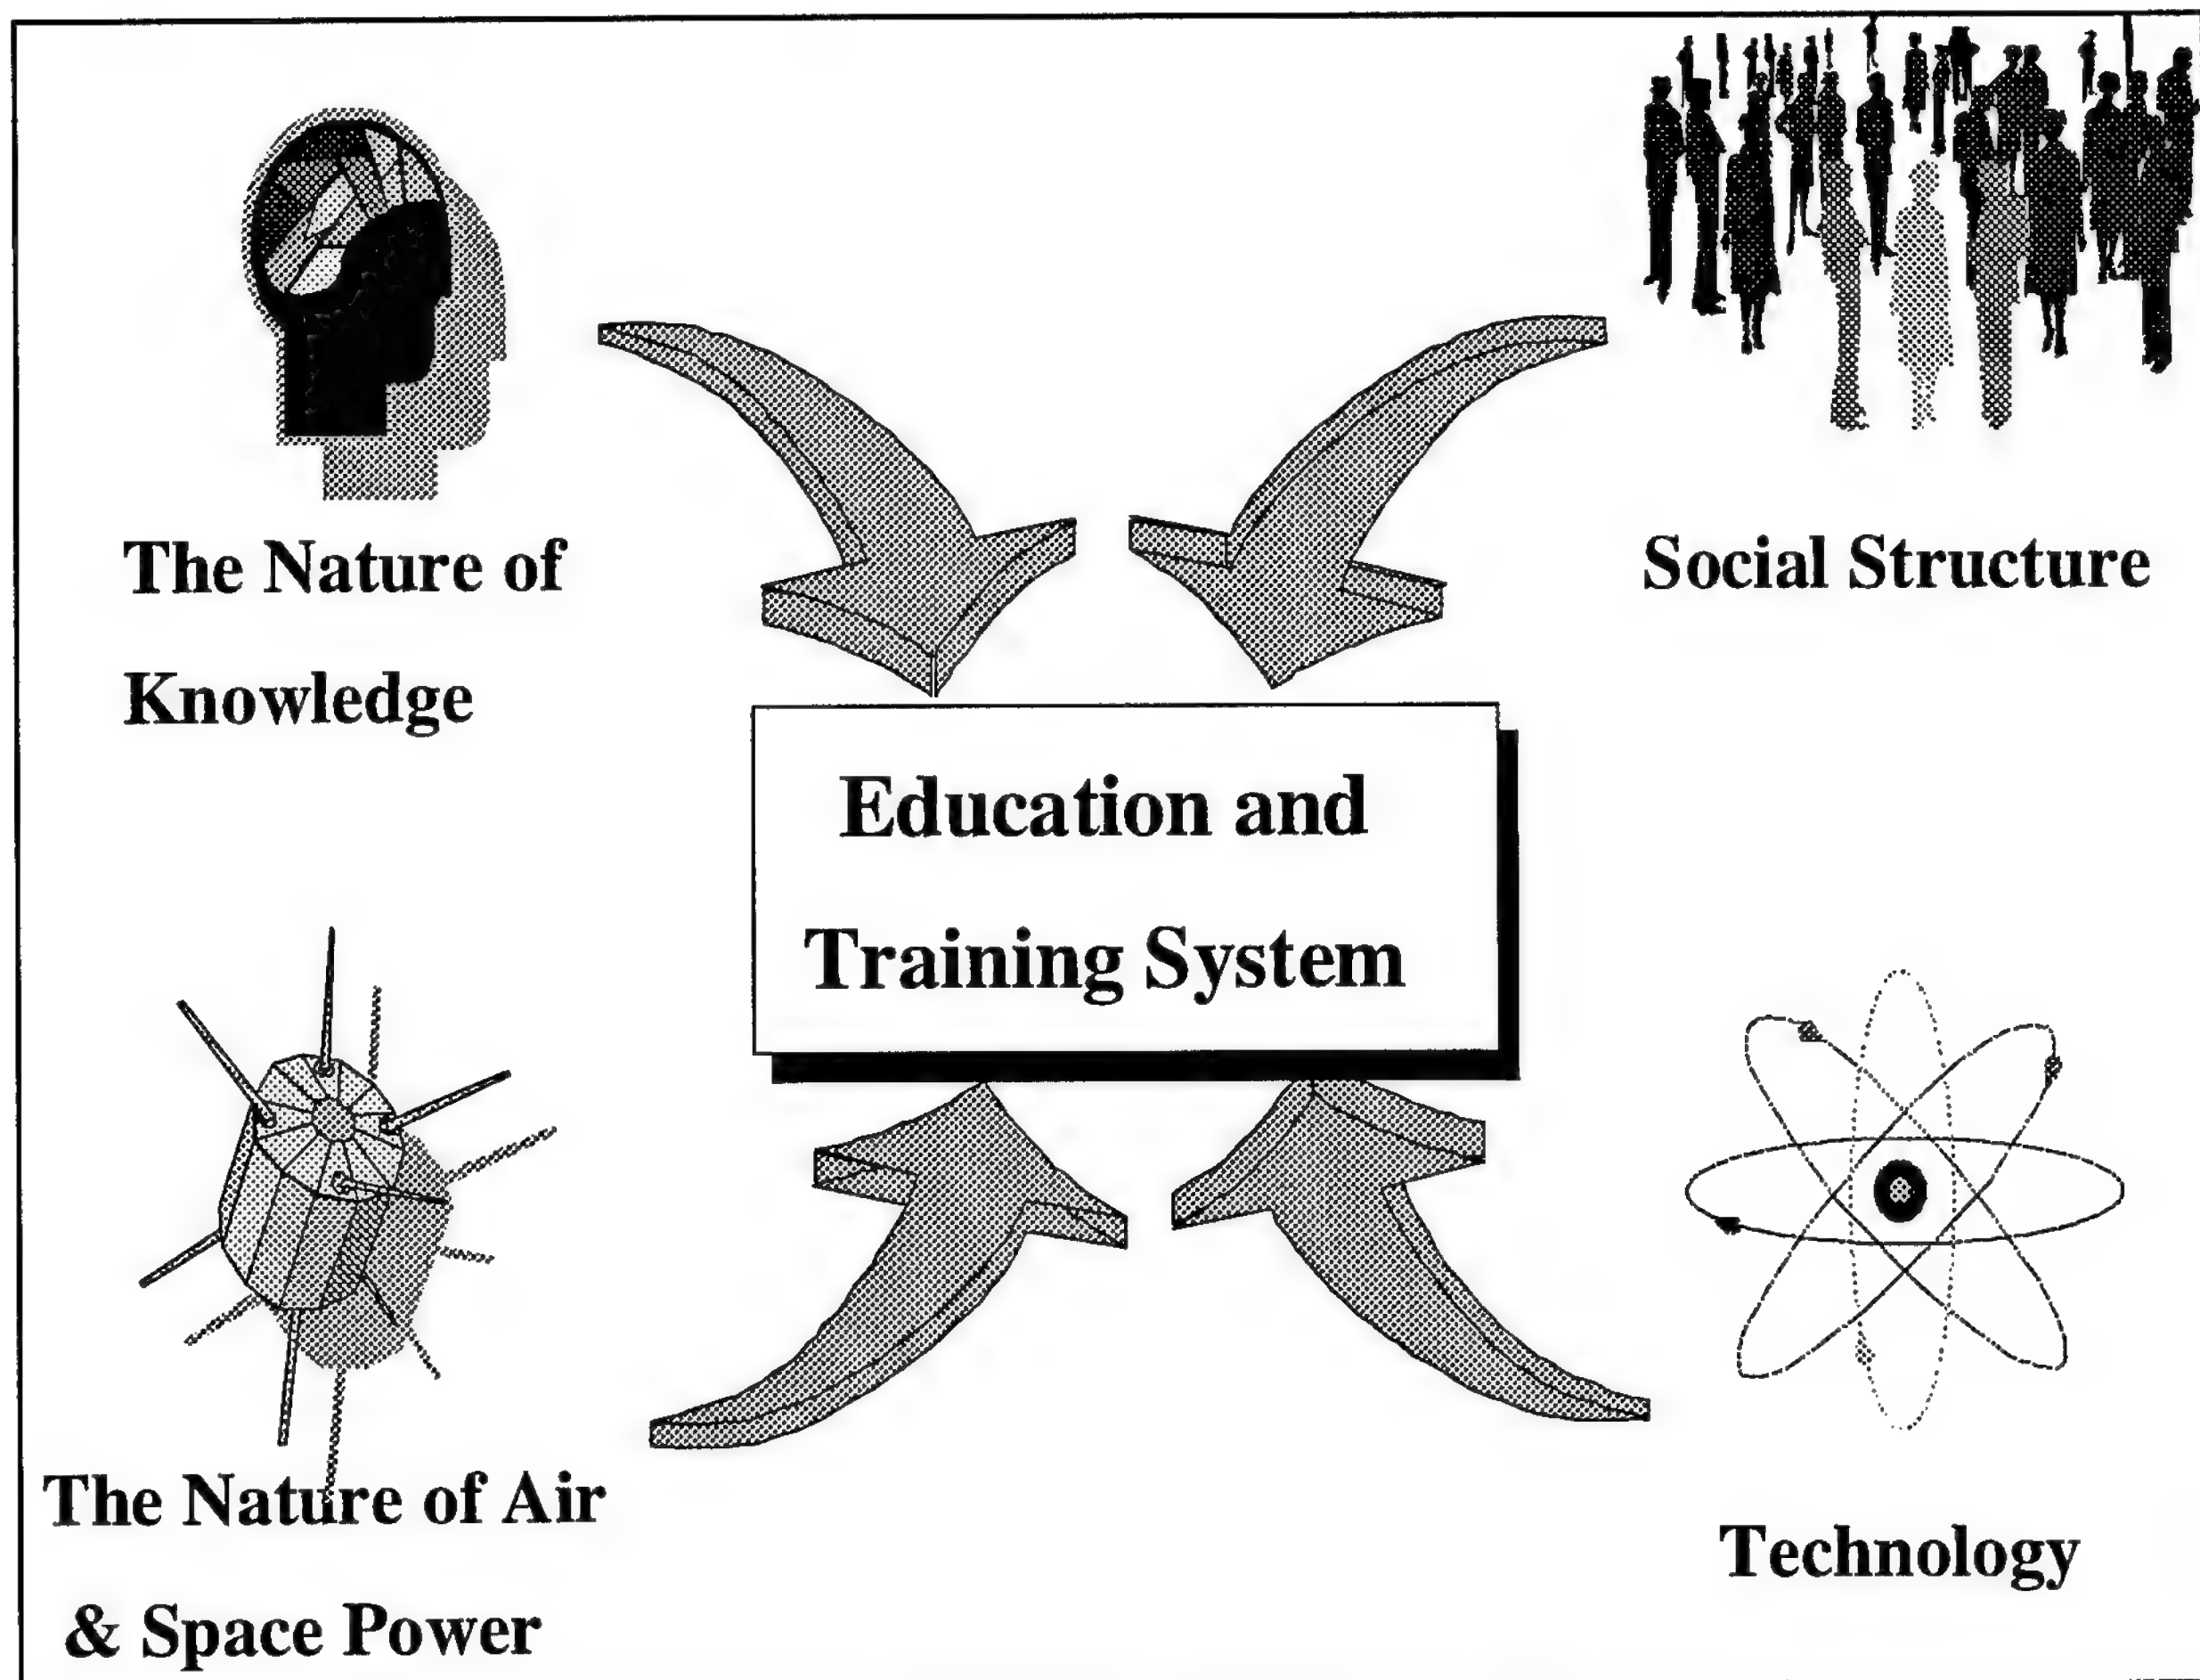 The Nature of
Knowledge
Social Structure
Education and
Training System
The Nature of Air
& Space Power
Technology